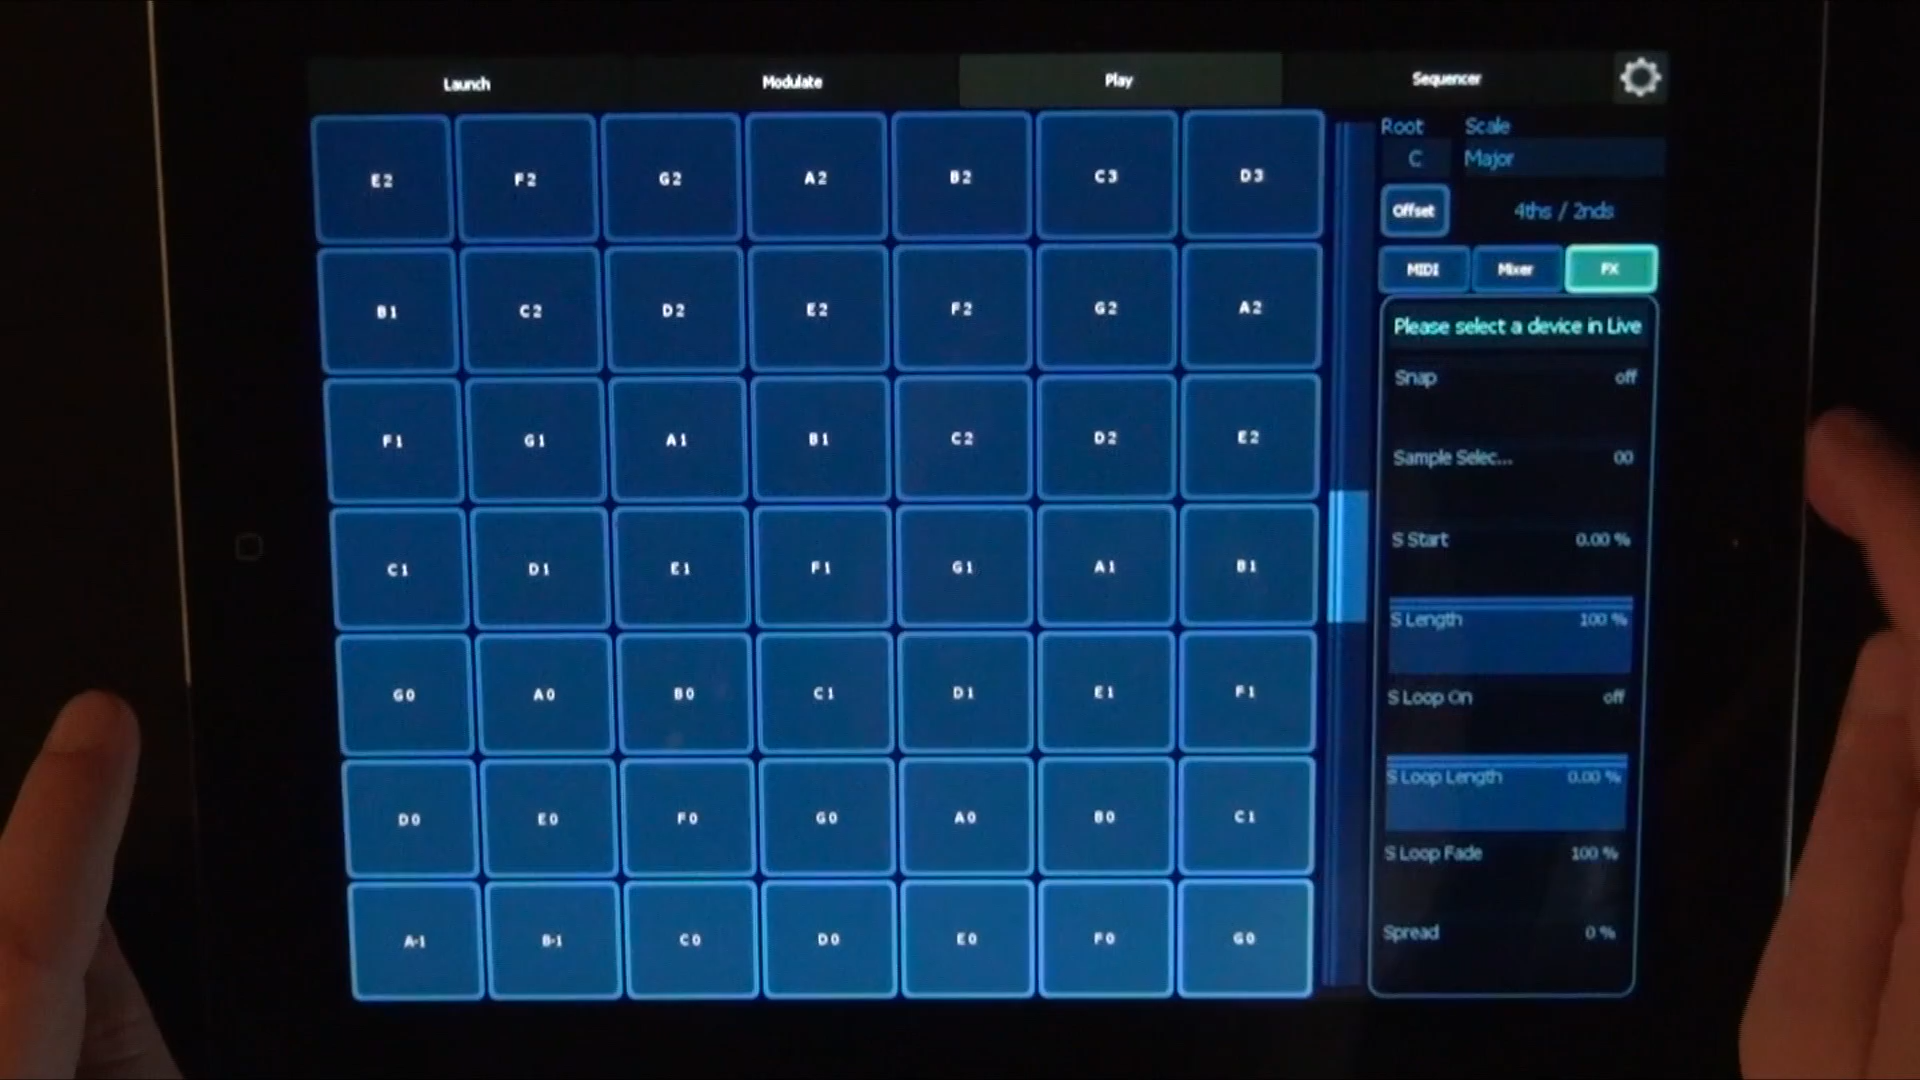 Launch Modulate Play Sequencer
Root Scale
C Major
Offset 4ths / 2nds
MIDI Mixer FX
Please select a device in Live
Snap off
Sample Selec... 00
S Start 0.00 %
S Length 100 %
S Loop On off
S Loop Length 0.00 %
S Loop Fade 100 %
Spread 0 %
E2 F2 G2 A2 B2 C3 D3
B1 C2 D2 E2 F2 G2 A2
F1 G1 A1 B1 C2 D2 E2
C1 D1 E1 F1 G1 A1 B1
G0 A0 B0 C1 D1 E1 F1
D0 E0 F0 G0 A0 B0 C1
A-1 B-1 C0 D0 E0 F0 G0